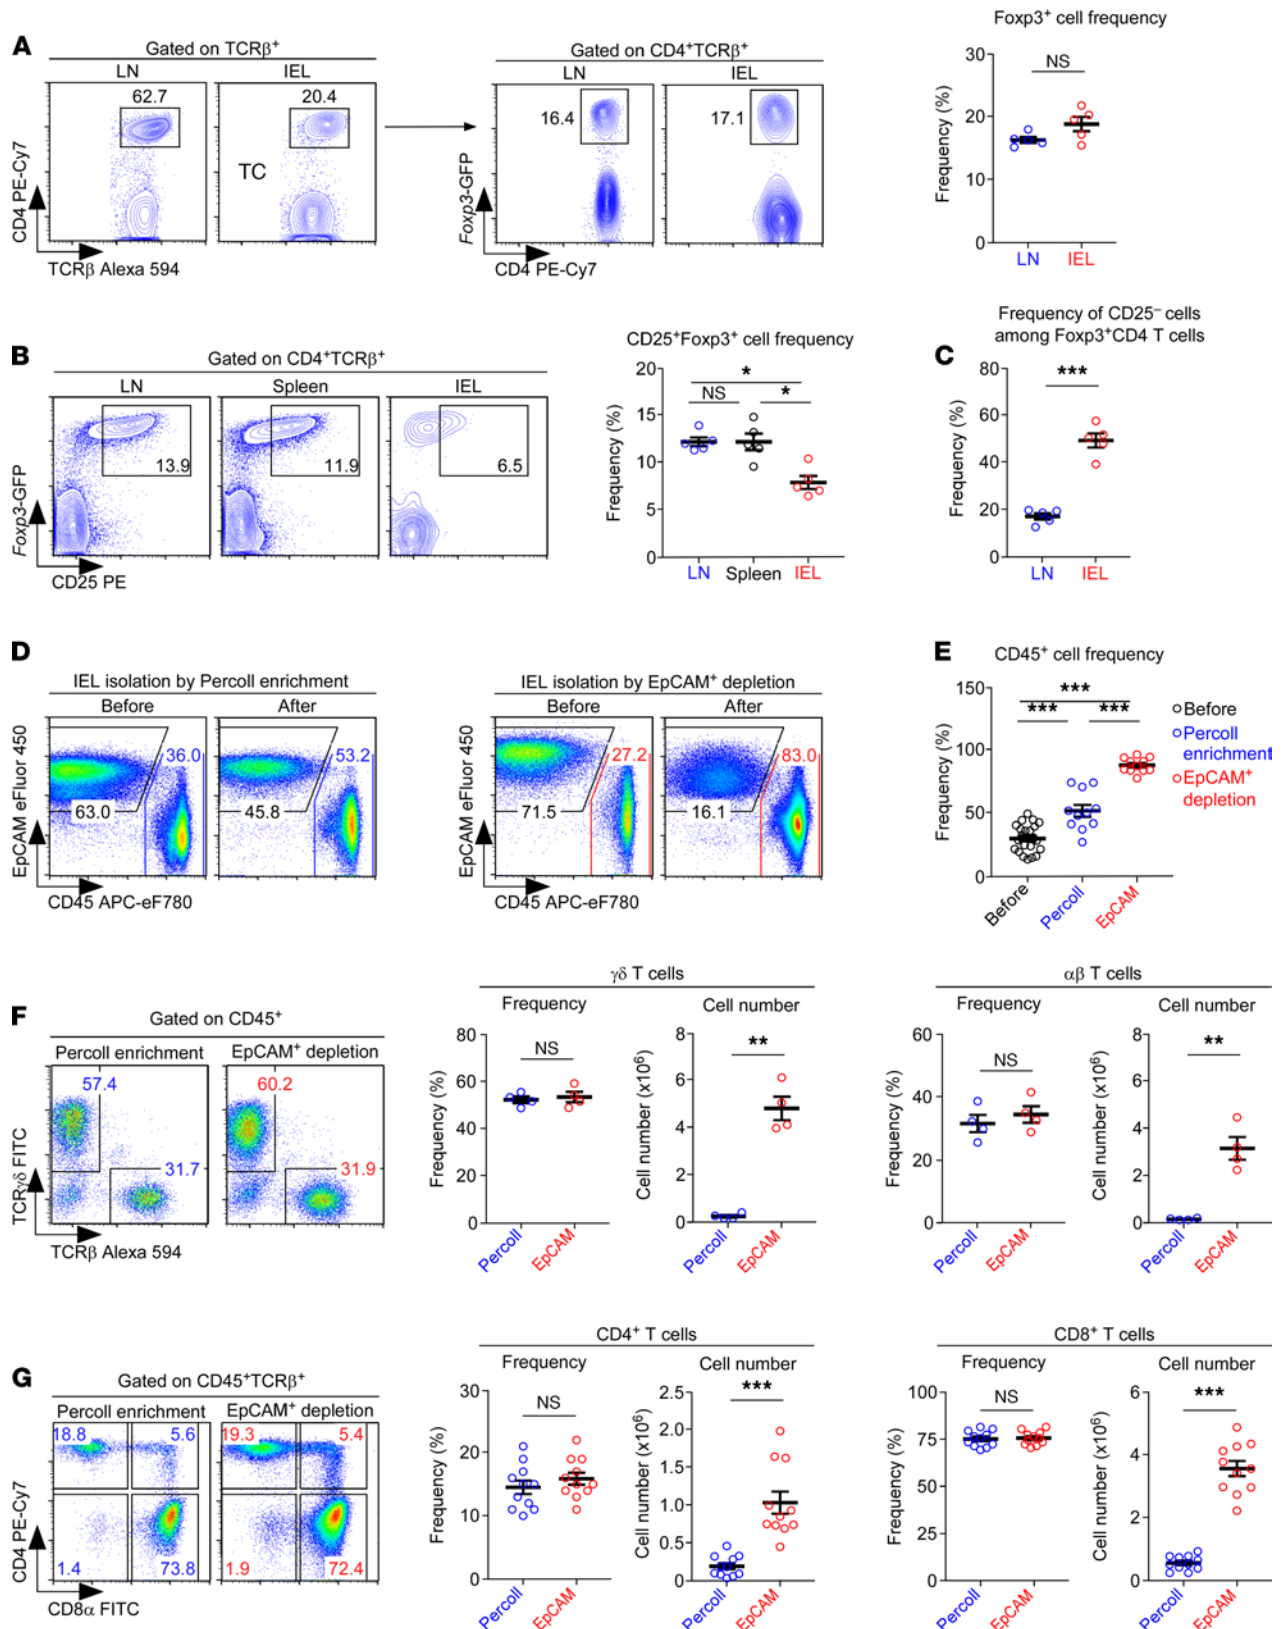 A
Gated on TCRβ⁺
LN
IEL
62.7
20.4
TC
CD4 PE-Cy7
TCRβ Alexa 594
Gated on CD4⁺TCRβ⁺
LN
IEL
16.4
17.1
Foxp3-GFP
CD4 PE-Cy7
Foxp3⁺ cell frequency
NS
Frequency (%)
30
20
10
0
LN
IEL
B
Gated on CD4⁺TCRβ⁺
LN
Spleen
IEL
13.9
11.9
6.5
Foxp3-GFP
CD25 PE
CD25⁺Foxp3⁺ cell frequency
*
NS
*
Frequency (%)
20
15
10
5
0
LN
Spleen
IEL
C
Frequency of CD25⁻ cells
among Foxp3⁺CD4 T cells
***
Frequency (%)
80
60
40
20
0
LN
IEL
D
IEL isolation by Percoll enrichment
Before
After
36.0
53.2
63.0
45.8
EpCAM eFluor 450
CD45 APC-eF780
IEL isolation by EpCAM⁺ depletion
Before
After
27.2
83.0
71.5
16.1
EpCAM eFluor 450
CD45 APC-eF780
E
CD45⁺ cell frequency
***
***
***
Frequency (%)
150
100
50
0
Before
Percoll
EpCAM
Before
Percoll
enrichment
EpCAM⁺
depletion
F
Gated on CD45⁺
Percoll enrichment
EpCAM⁺ depletion
57.4
60.2
31.7
31.9
TCRγδ FITC
TCRβ Alexa 594
γδ T cells
Frequency
NS
Frequency (%)
80
60
40
20
0
Percoll
EpCAM
Cell number
**
Cell number (x10⁶)
8
6
4
2
0
Percoll
EpCAM
αβ T cells
Frequency
NS
Frequency (%)
60
40
20
0
Percoll
EpCAM
Cell number
**
Cell number (x10⁶)
8
6
4
2
0
Percoll
EpCAM
G
Gated on CD45⁺TCRβ⁺
Percoll enrichment
EpCAM⁺ depletion
18.8
5.6
19.3
5.4
1.4
73.8
1.9
72.4
CD4 PE-Cy7
CD8α FITC
CD4⁺ T cells
Frequency
NS
Frequency (%)
30
20
10
0
Percoll
EpCAM
Cell number
***
Cell number (x10⁶)
2.5
2.0
1.5
1.0
0.5
0
Percoll
EpCAM
CD8⁺ T cells
Frequency
NS
Frequency (%)
100
75
50
25
0
Percoll
EpCAM
Cell number
***
Cell number (x10⁶)
6
4
2
0
Percoll
EpCAM